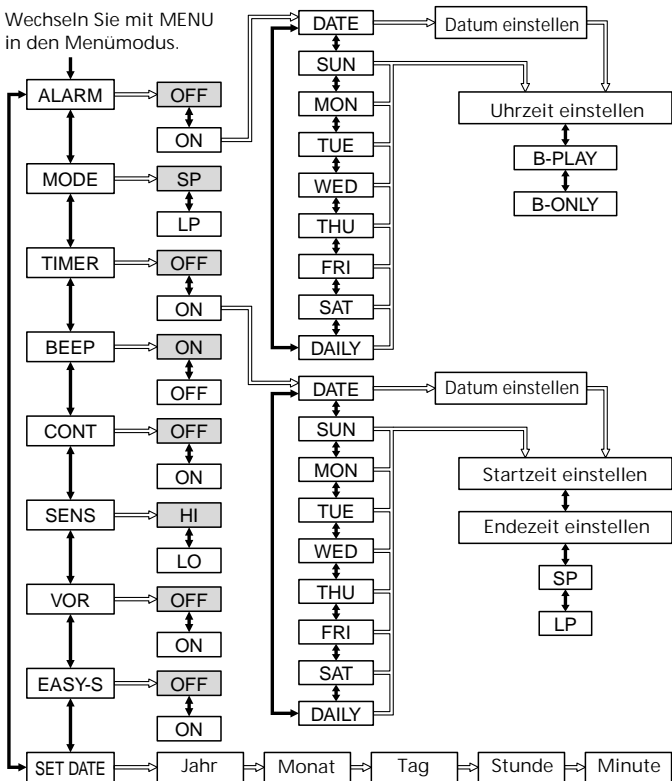 Wechseln Sie mit MENU
in den Menümodus.
ALARM
OFF
ON
MODE
SP
LP
TIMER
OFF
ON
BEEP
ON
OFF
CONT
OFF
ON
SENS
HI
LO
VOR
OFF
ON
EASY-S
OFF
ON
SET DATE
Jahr
Monat
Tag
Stunde
Minute
DATE
SUN
MON
TUE
WED
THU
FRI
SAT
DAILY
Datum einstellen
Uhrzeit einstellen
B-PLAY
B-ONLY
DATE
SUN
MON
TUE
WED
THU
FRI
SAT
DAILY
Datum einstellen
Startzeit einstellen
Endezeit einstellen
SP
LP